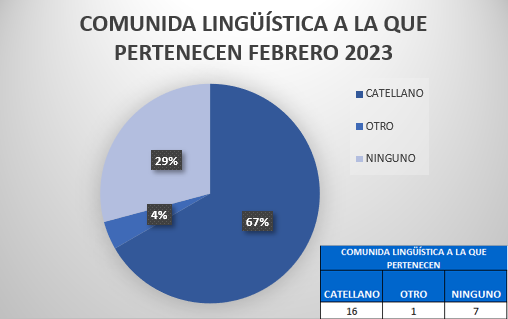 COMUNIDA LINGÜÍSTICA A LA QUE
PERTENECEN FEBRERO 2023
CATELLANO
OTRO
NINGUNO
29%
4%
67%
COMUNIDA LINGÜÍSTICA A LA QUE
PERTENECEN
CATELLANO OTRO NINGUNO
16 1 7